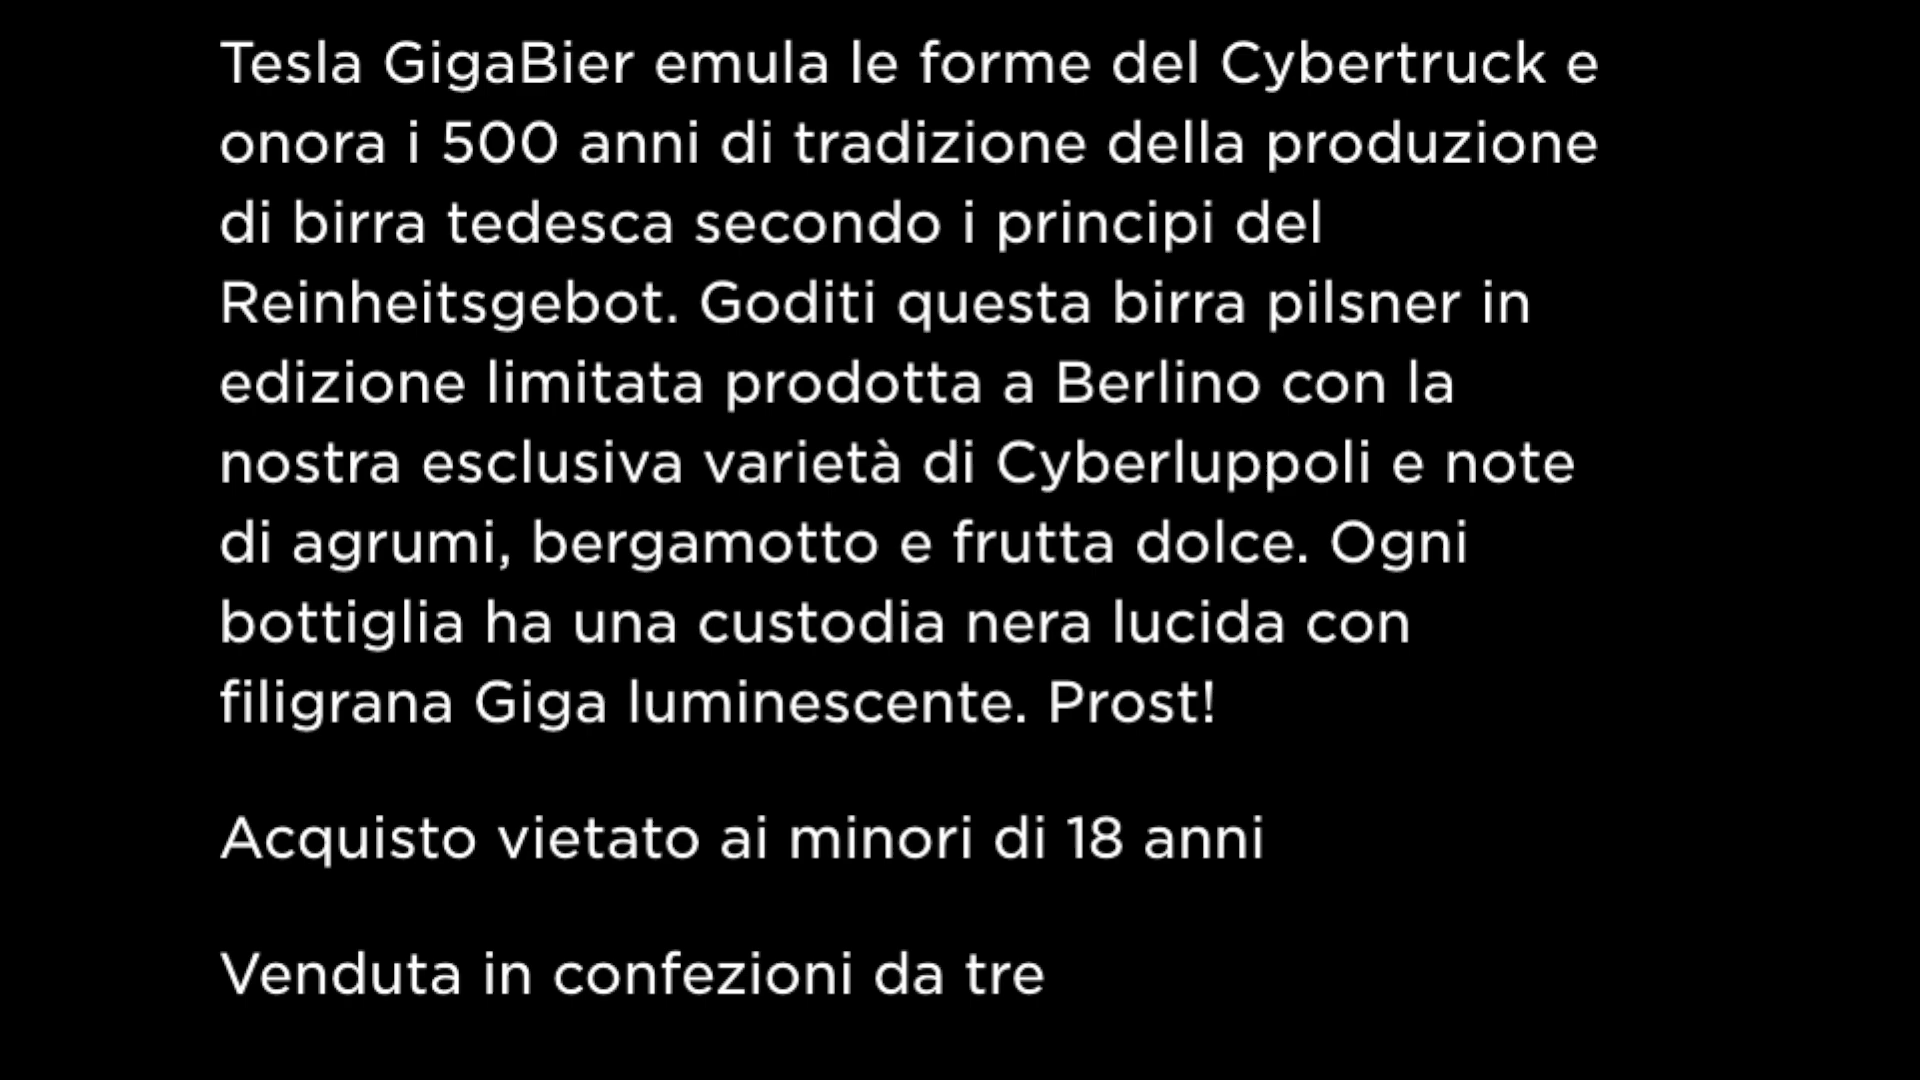 Tesla GigaBier emula le forme del Cybertruck e
onora i 500 anni di tradizione della produzione
di birra tedesca secondo i principi del
Reinheitsgebot. Goditi questa birra pilsner in
edizione limitata prodotta a Berlino con la
nostra esclusiva varietà di Cyberluppoli e note
di agrumi, bergamotto e frutta dolce. Ogni
bottiglia ha una custodia nera lucida con
filigrana Giga luminescente. Prost!
Acquisto vietato ai minori di 18 anni
Venduta in confezioni da tre